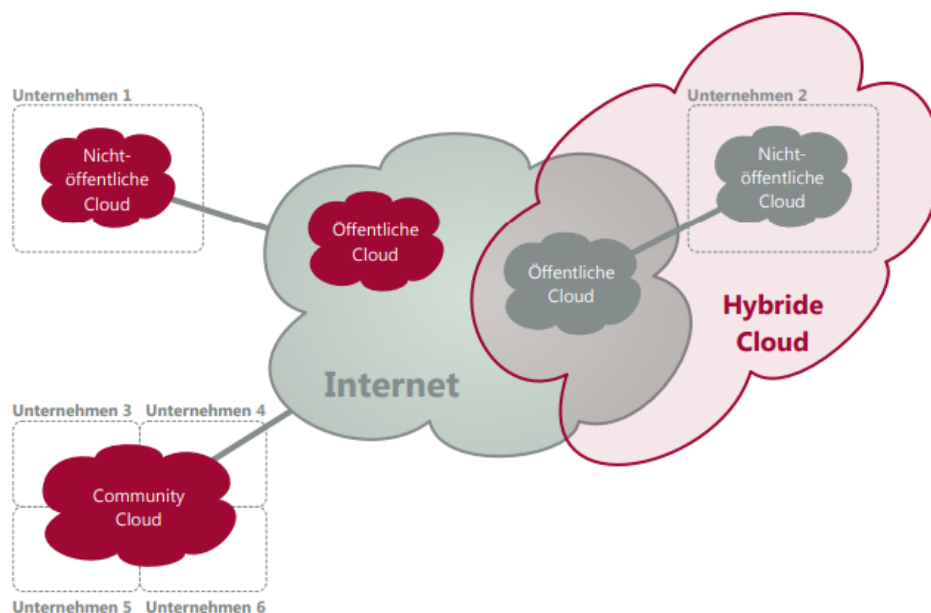 Unternehmen 1
Nicht-
öffentliche
Cloud
Öffentliche
Cloud
Internet
Unternehmen 2
Nicht-
öffentliche
Cloud
Öffentliche
Cloud
Hybride
Cloud
Unternehmen 3 Unternehmen 4
Community
Cloud
Unternehmen 5 Unternehmen 6